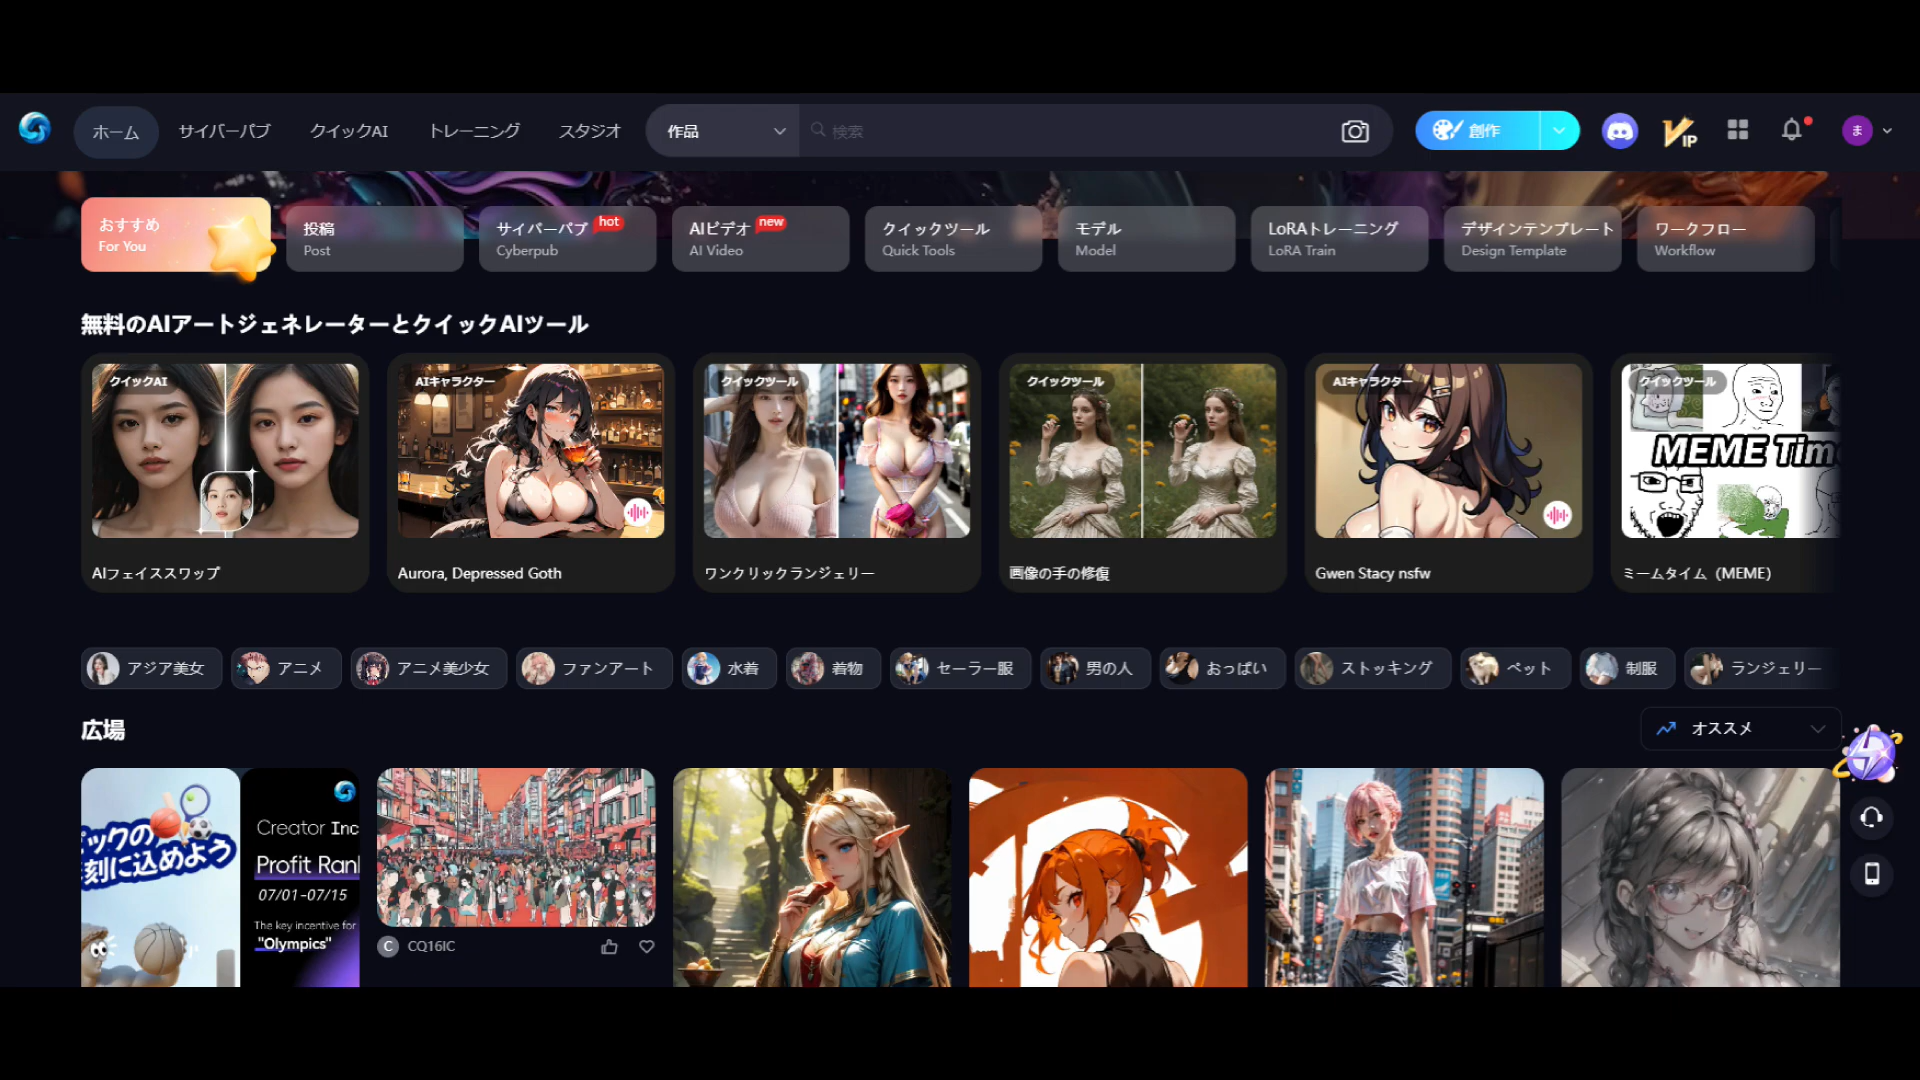 ホーム
サイバーパブ
クイックAI
トレーニング
スタジオ
作品
検索
創作
VIP
ま
おすすめ
For You
投稿
Post
サイバーパブ
hot
Cyberpub
AIビデオ
new
AI Video
クイックツール
Quick Tools
モデル
Model
LoRAトレーニング
LoRA Train
デザインテンプレート
Design Template
ワークフロー
Workflow
無料のAIアートジェネレーターとクイックAIツール
クイックAI
AIキャラクター
クイックツール
クイックツール
AIキャラクター
クイックツール
MEME Time
AIフェイススワップ
Aurora, Depressed Goth
ワンクリックランジェリー
画像の手の修復
Gwen Stacy nsfw
ミームタイム（MEME）
アジア美女
アニメ
アニメ美少女
ファンアート
水着
着物
セーラー服
男の人
おっぱい
ストッキング
ペット
制服
ランジェリー
広場
オススメ
ックの
刻に込めよう
Creator Inc
Profit Rank
07/01-07/15
The key incentive for
"Olympics"
C
CQ16IC